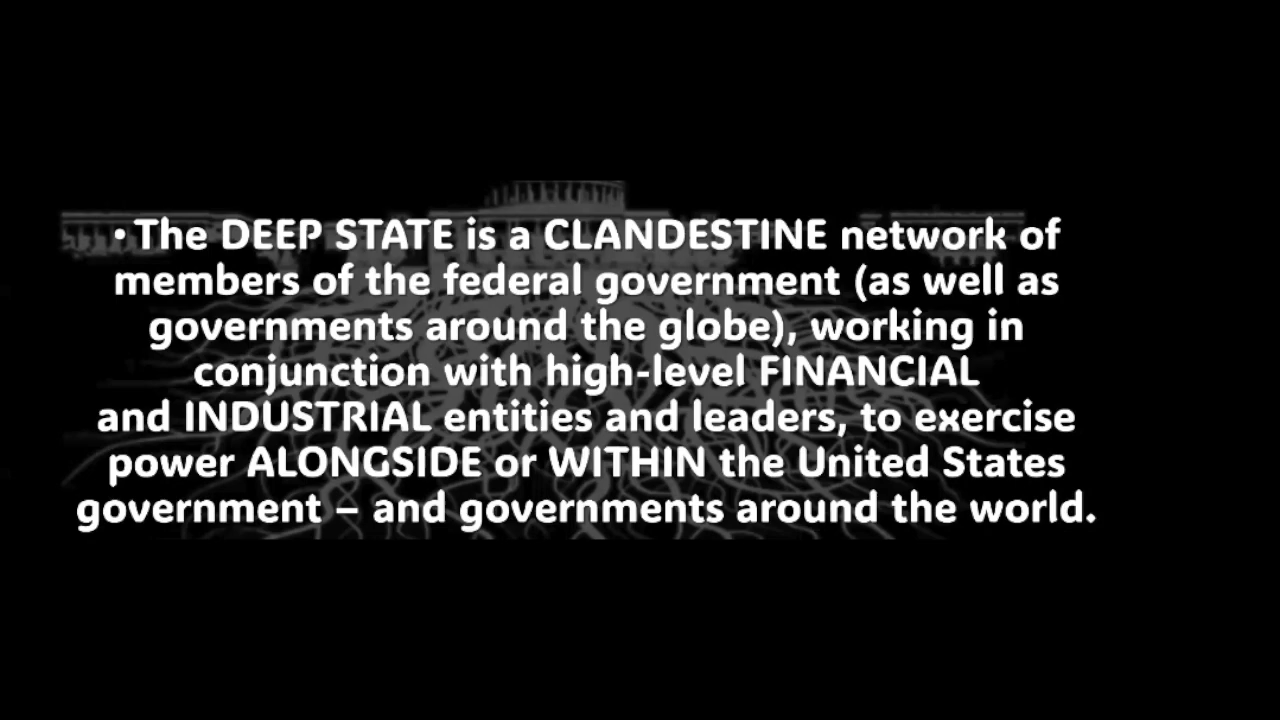 •The DEEP STATE is a CLANDESTINE network of
members of the federal government (as well as
governments around the globe), working in
conjunction with high-level FINANCIAL
and INDUSTRIAL entities and leaders, to exercise
power ALONGSIDE or WITHIN the United States
government – and governments around the world.